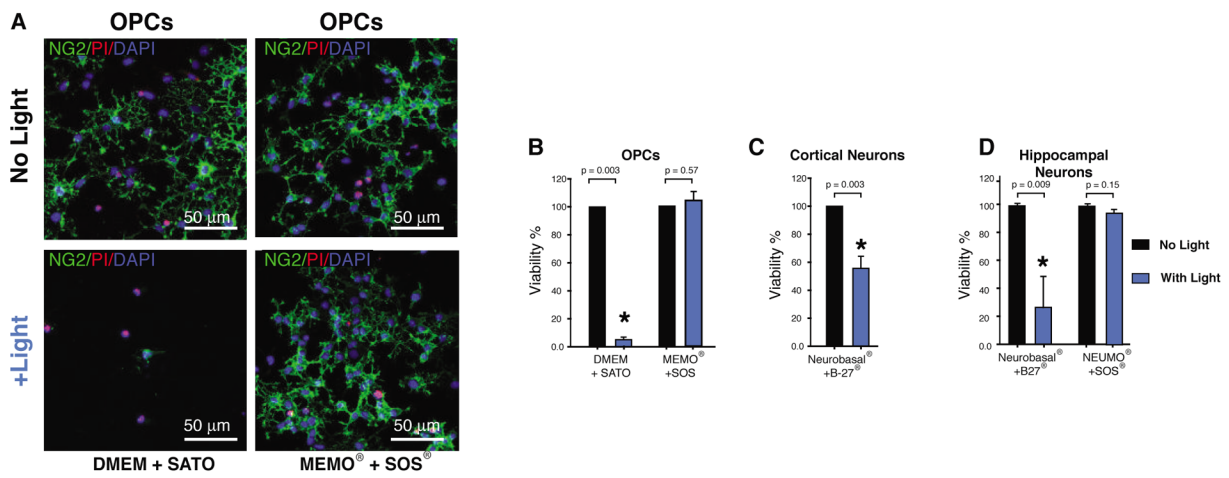 A
OPCs
OPCs
No Light
NG2/PI/DAPI
50 µm
NG2/PI/DAPI
50 µm
+Light
NG2/PI/DAPI
50 µm
NG2/PI/DAPI
50 µm
DMEM + SATO
MEMO® + SOS®
B
OPCs
p = 0.003
p = 0.57
Viability %
120
100
80
60
40
20
0.0
*
DMEM
+ SATO
MEMO®
+SOS
C
Cortical Neurons
p = 0.003
Viability %
120
100
80
60
40
20
0.0
*
Neurobasal®
+B-27®
D
Hippocampal
Neurons
p = 0.009
p = 0.15
Viability %
120
100
80
60
40
20
0.0
*
Neurobasal®
+B27®
NEUMO®
+SOS®
No Light
With Light